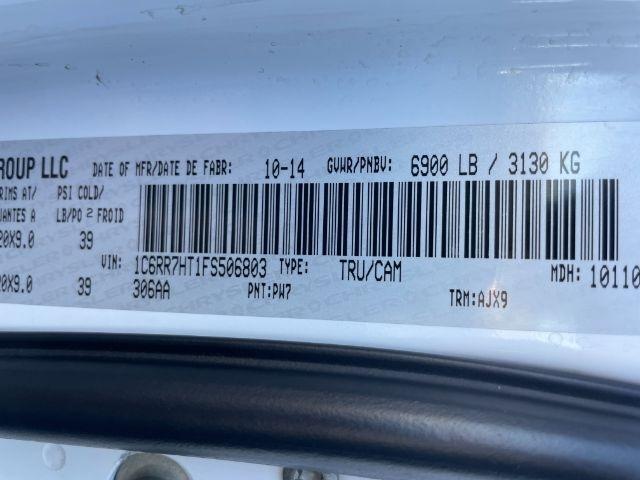 GROUP LLC DATE OF MFR/DATE DE FABR: 10-14 GVWR/PNBV: 6900 LB / 3130 KG
RIMS AT/ PSI COLD/
UANTES A LB/PO 2 FROID
20X9.0 39
VIN: 1C6RR7HT1FS506803 TYPE: TRU/CAM MDH: 10110
20X9.0 39 306AA PNT:PW7 TRM:AJX9